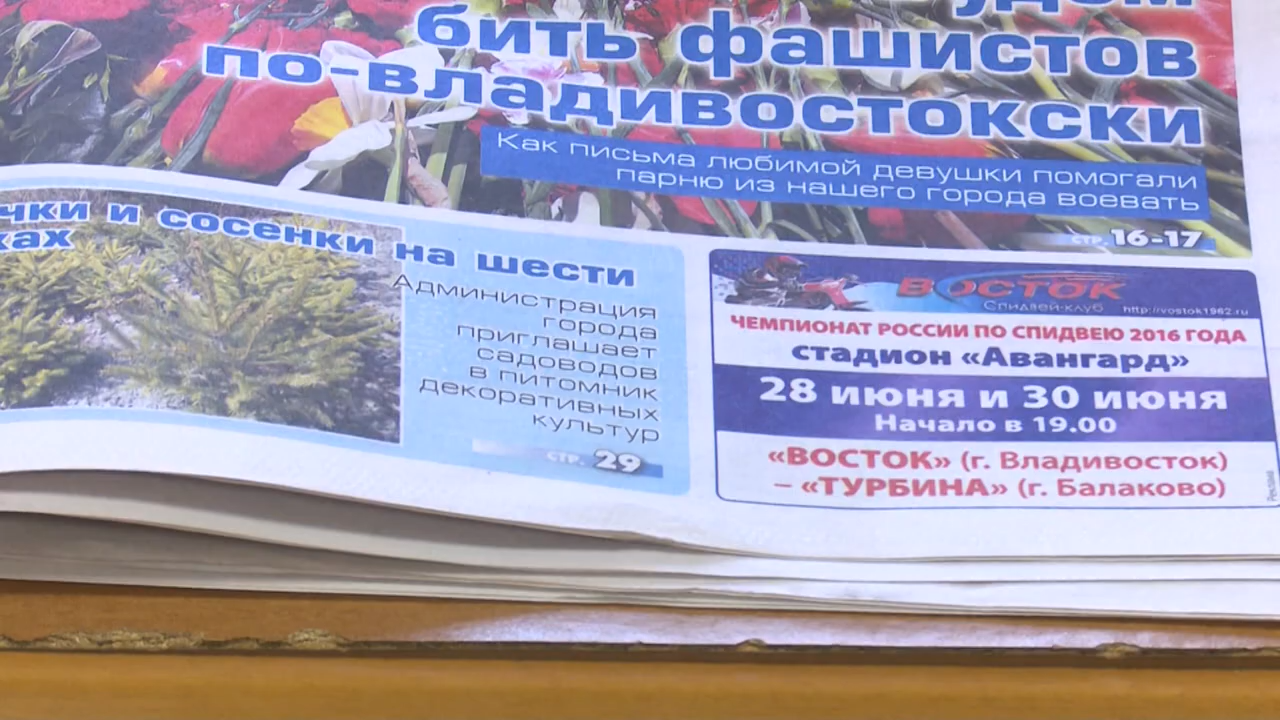 бить фашистов
по-владивостокски
Как письма любимой девушки помогали
парню из нашего города воевать
стр. 16-17
и сосенки на шести
Администрация
города
приглашает
садоводов
в питомник
декоративных
культур
стр. 29
ВОСТОК
Спидвей-клуб http://vostok1962.ru
ЧЕМПИОНАТ РОССИИ ПО СПИДВЕЮ 2016 ГОДА
стадион «Авангард»
28 июня и 30 июня
Начало в 19.00
«ВОСТОК» (г. Владивосток)
– «ТУРБИНА» (г. Балаково)
Реклама